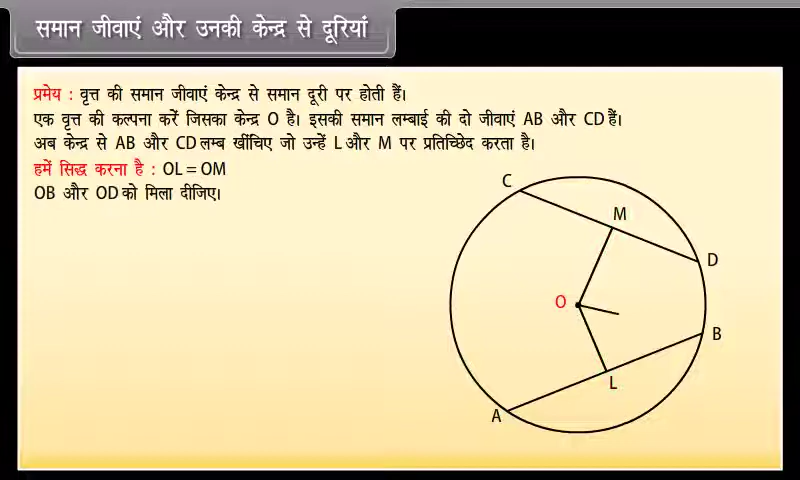 समान जीवाएं और उनकी केन्द्र से दूरियां
प्रमेय : वृत्त की समान जीवाएं केन्द्र से समान दूरी पर होती हैं।
एक वृत्त की कल्पना करें जिसका केन्द्र O है। इसकी समान लम्बाई की दो जीवाएं AB और CD हैं।
अब केन्द्र से AB और CD लम्ब खींचिए जो उन्हें L और M पर प्रतिच्छेद करता है।
हमें सिद्ध करना है : OL = OM
OB और OD को मिला दीजिए।
C
M
D
O
B
L
A